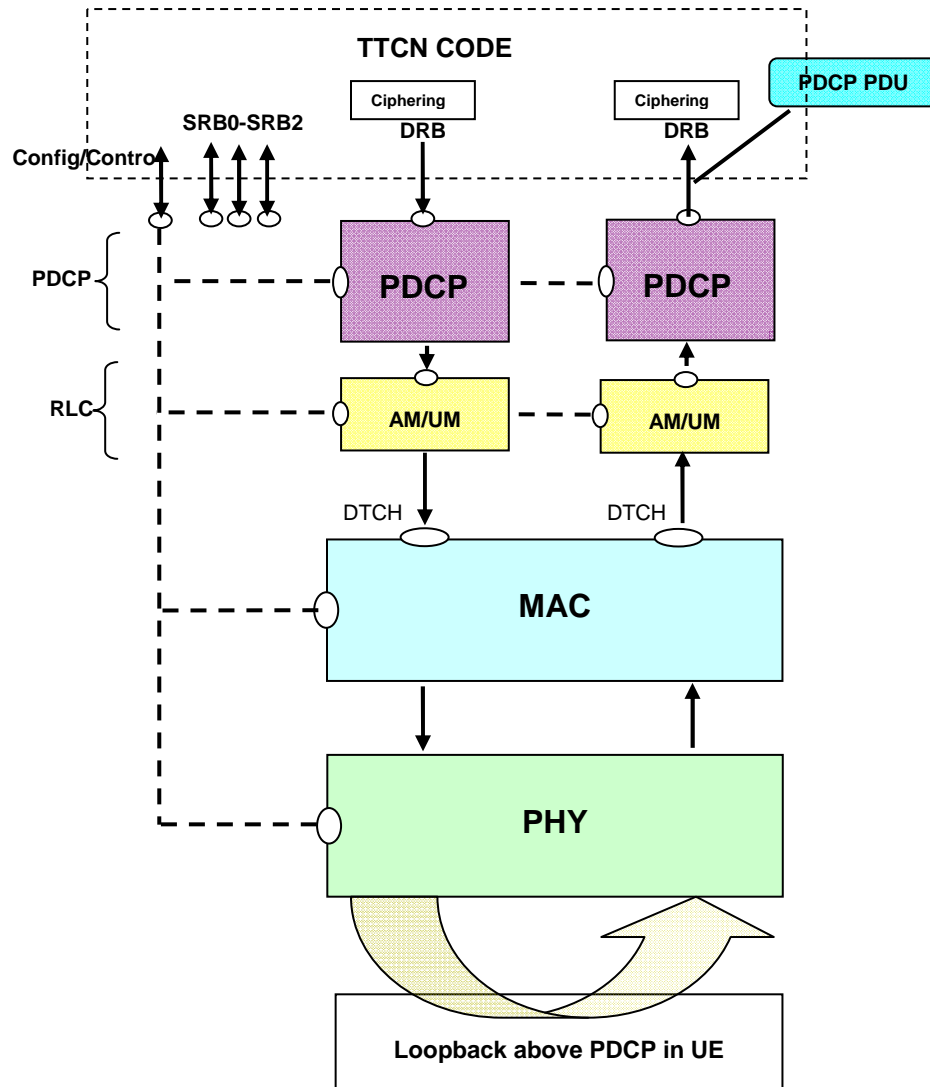 TTCN CODE
PDCP PDU
Ciphering
Ciphering
SRB0-SRB2
DRB
DRB
Config/Contro
PDCP
PDCP
PDCP
RLC
AM/UM
AM/UM
DTCH
DTCH
MAC
PHY
Loopback above PDCP in UE